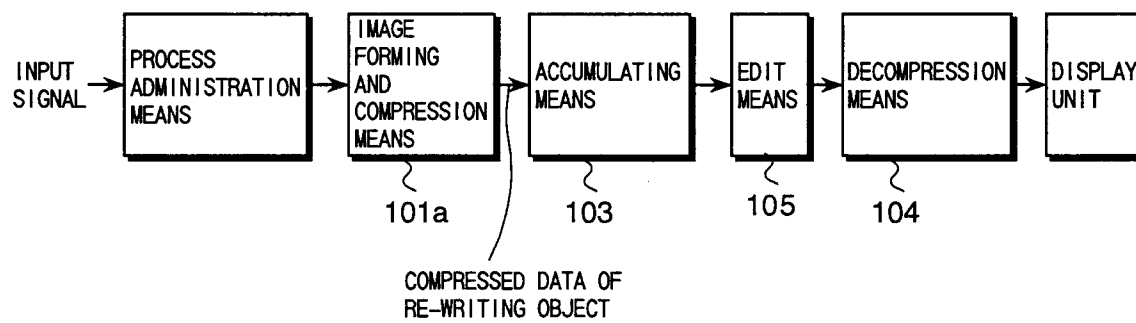 INPUT
SIGNAL
PROCESS
ADMINISTRATION
MEANS
IMAGE
FORMING
AND
COMPRESSION
MEANS
ACCUMULATING
MEANS
EDIT
MEANS
DECOMPRESSION
MEANS
DISPLAY
UNIT
101a
103
105
104
COMPRESSED DATA OF
RE-WRITING OBJECT